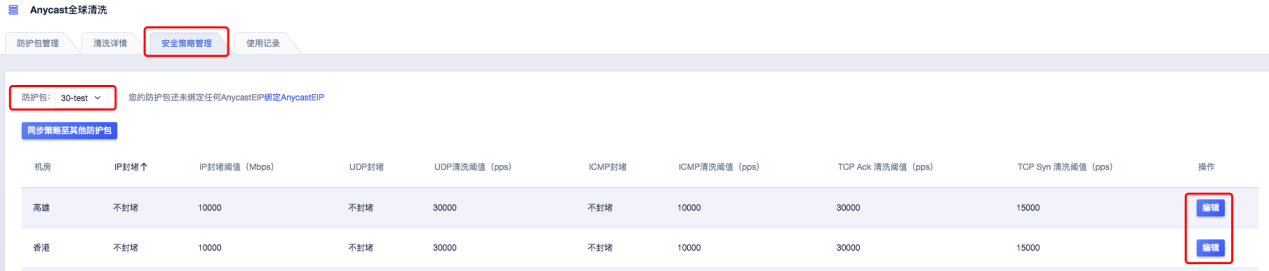 Anycast全球清洗
防护包管理 清洗详情 安全策略管理 使用记录
防护包: 30-test 您的防护包还未绑定任何AnycastEIP绑定AnycastEIP
同步策略至其他防护包
机房 IP封堵↑ IP封堵阈值（Mbps） UDP封堵 UDP清洗阈值（pps） ICMP封堵 ICMP清洗阈值（pps） TCP Ack 清洗阈值（pps） TCP Syn 清洗阈值（pps） 操作
高雄 不封堵 10000 不封堵 30000 不封堵 10000 30000 15000 编辑
香港 不封堵 10000 不封堵 30000 不封堵 10000 30000 15000 编辑